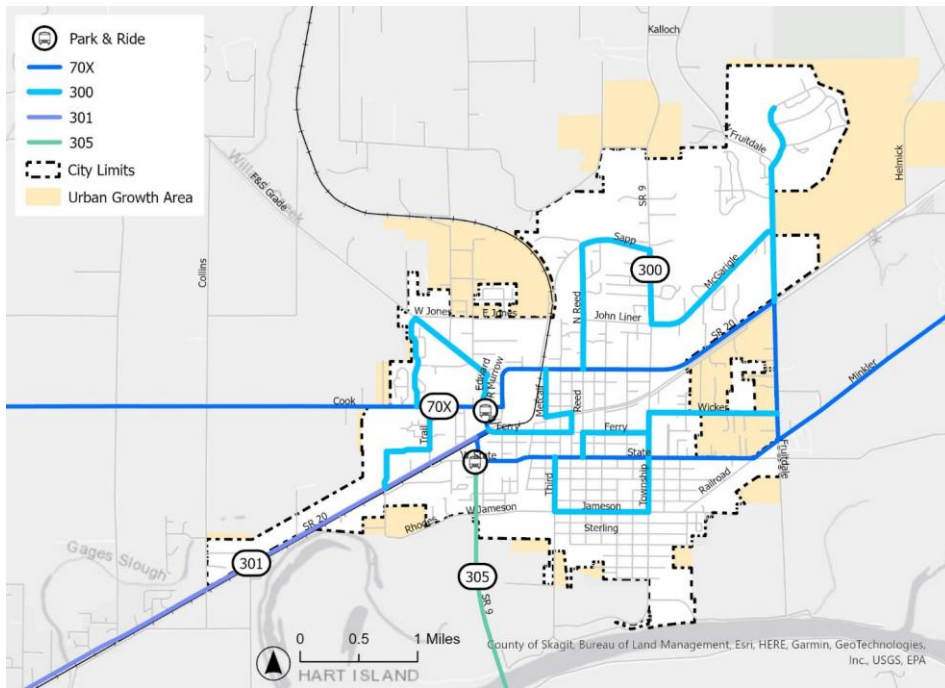 Park & Ride
70X
300
301
305
City Limits
Urban Growth Area
Kalloch
Fruitdale
Helmick
F&S Grade
SR 9
Collins
Sapp
300
McGarigle
W Jones
E Jones
N Reed
John Liner
SR 20
Minkler
Edward
R Murrow
Metcalf
Reed
Cook
70X
Wicker
Trail
Ferry
Ferry
W State
State
Fruitdale
Third
Township
Railroad
W Jameson
Jameson
Rhodes
Sterling
SR 20
Gages Slough
301
305
SR 9
0 0.5 1 Miles
HART ISLAND
County of Skagit, Bureau of Land Management, Esri, HERE, Garmin, GeoTechnologies,
Inc., USGS, EPA